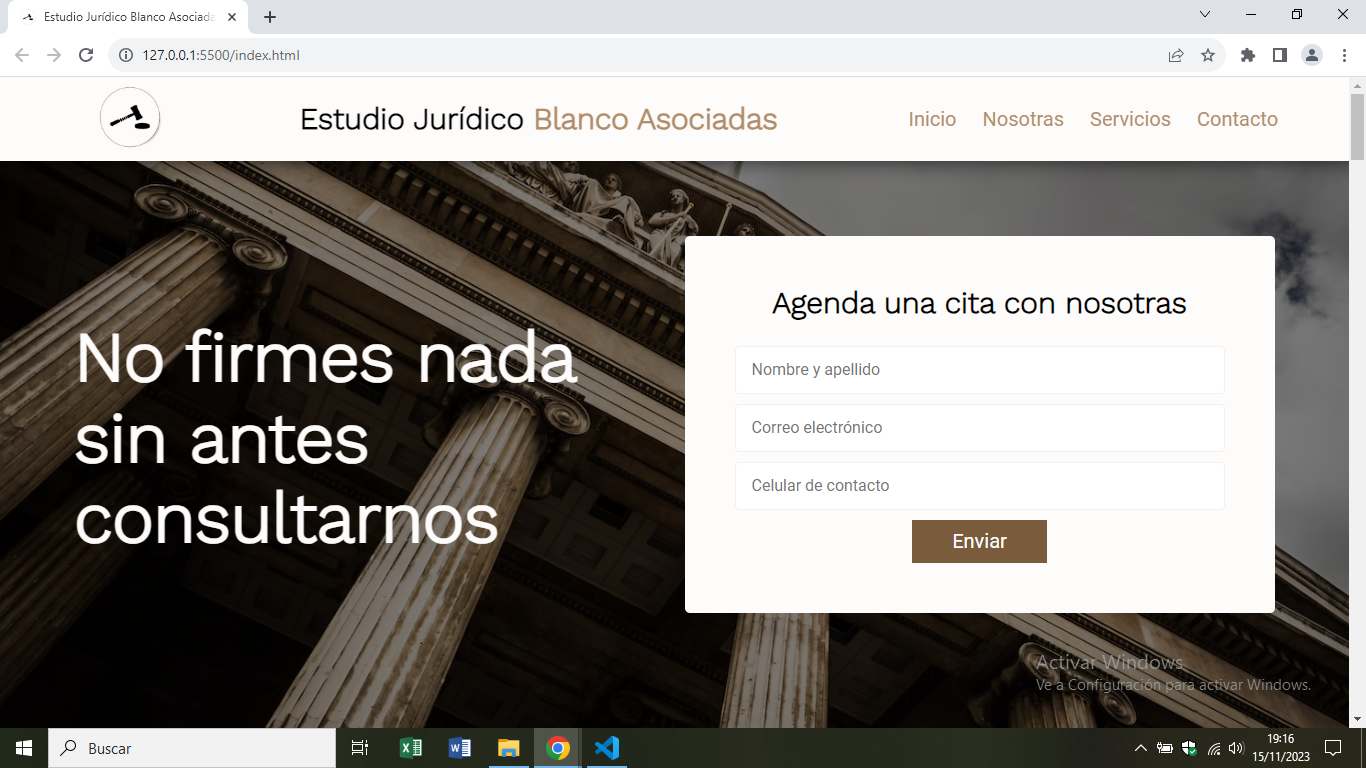 Estudio Jurídico Blanco Asociada
127.0.0.1:5500/index.html
Estudio Jurídico Blanco Asociadas
Inicio Nosotras Servicios Contacto
No firmes nada
sin antes
consultarnos
Agenda una cita con nosotras
Nombre y apellido
Correo electrónico
Celular de contacto
Enviar
Activar Windows
Ve a Configuración para activar Windows.
Buscar
19:16
15/11/2023